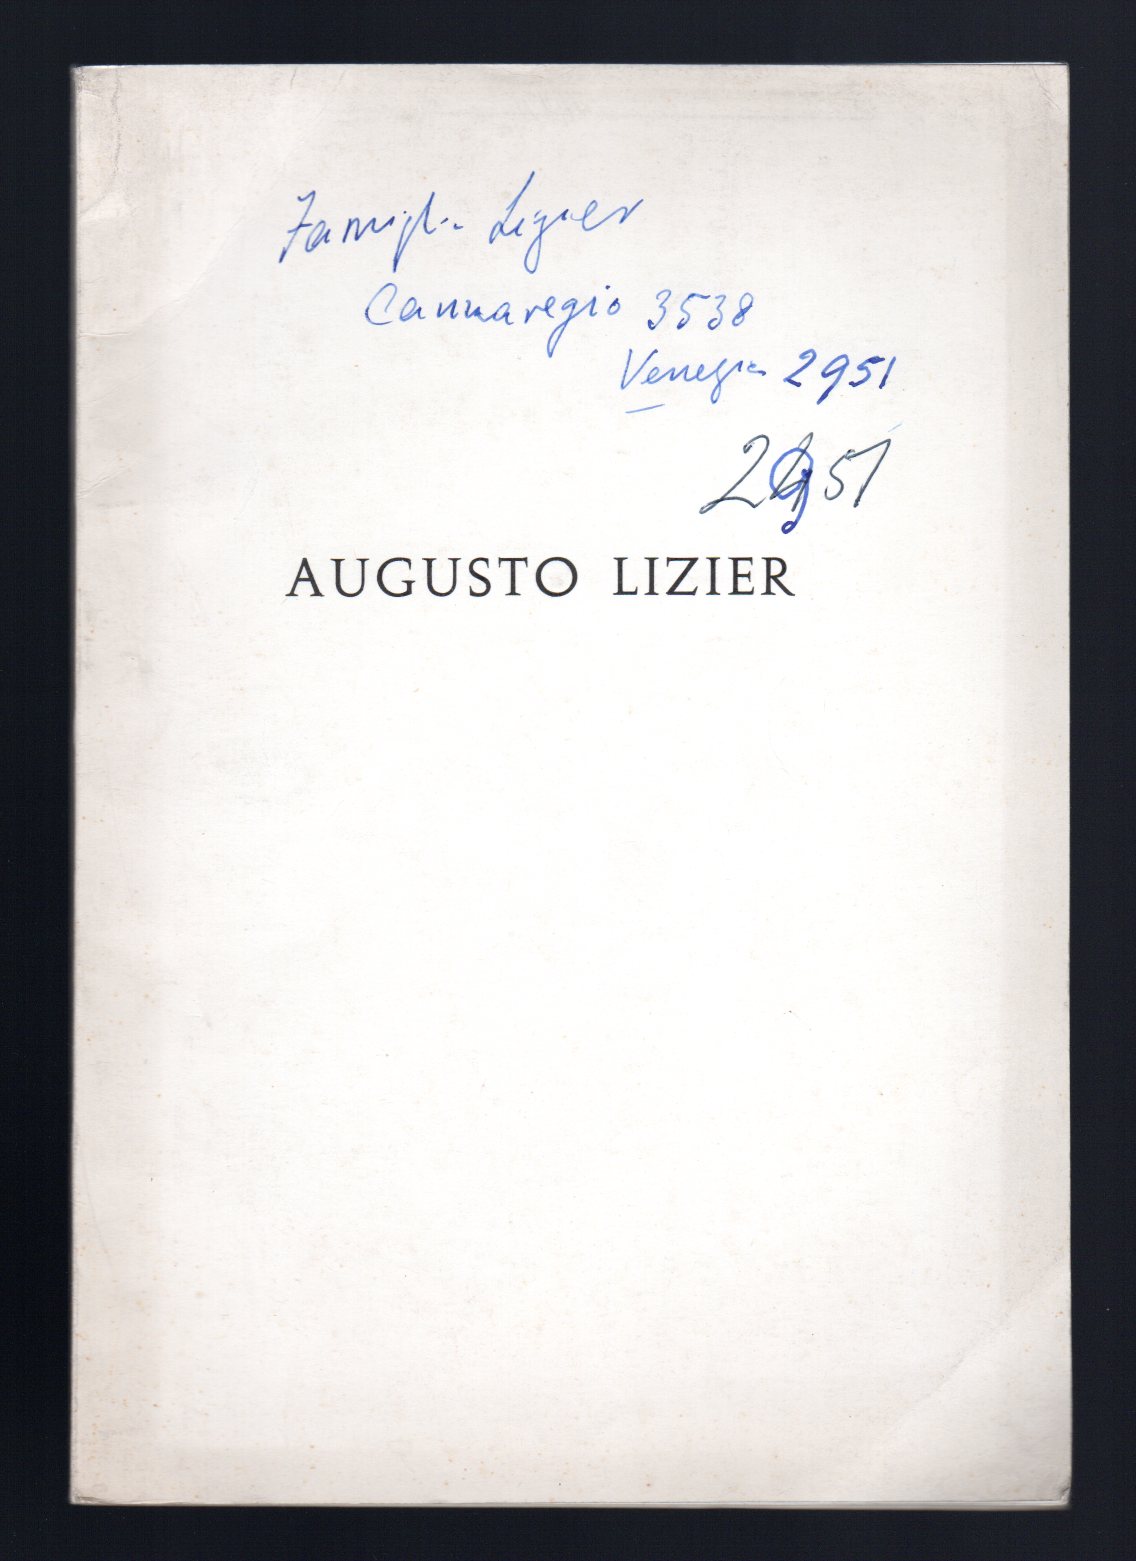 Famiglia Lizier
Cannaregio 3538
Venezia 2951
2951
AUGUSTO LIZIER